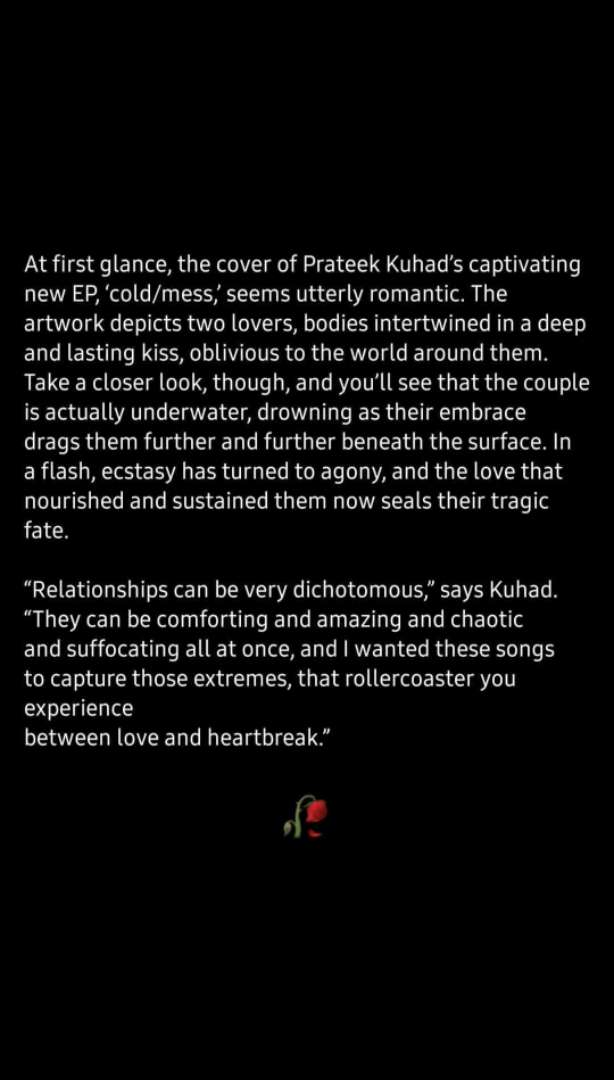 At first glance, the cover of Prateek Kuhad’s captivating
new EP, ‘cold/mess,’ seems utterly romantic. The
artwork depicts two lovers, bodies intertwined in a deep
and lasting kiss, oblivious to the world around them.
Take a closer look, though, and you’ll see that the couple
is actually underwater, drowning as their embrace
drags them further and further beneath the surface. In
a flash, ecstasy has turned to agony, and the love that
nourished and sustained them now seals their tragic
fate.
“Relationships can be very dichotomous,” says Kuhad.
“They can be comforting and amazing and chaotic
and suffocating all at once, and I wanted these songs
to capture those extremes, that rollercoaster you
experience
between love and heartbreak.”